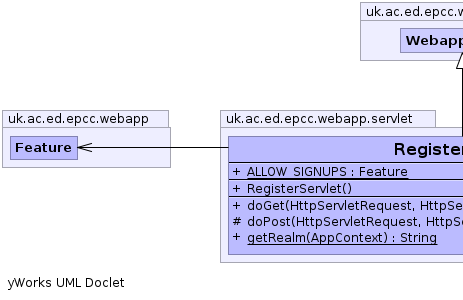 uk.ac.ed.epcc.w
Webapp
uk.ac.ed.epcc.webapp
uk.ac.ed.epcc.webapp.servlet
Feature
Register
+ ALLOW_SIGNUPS : Feature
+ RegisterServlet()
+ doGet(HttpServletRequest, HttpSer
# doPost(HttpServletRequest, HttpSe
+ getRealm(AppContext) : String
yWorks UML Doclet